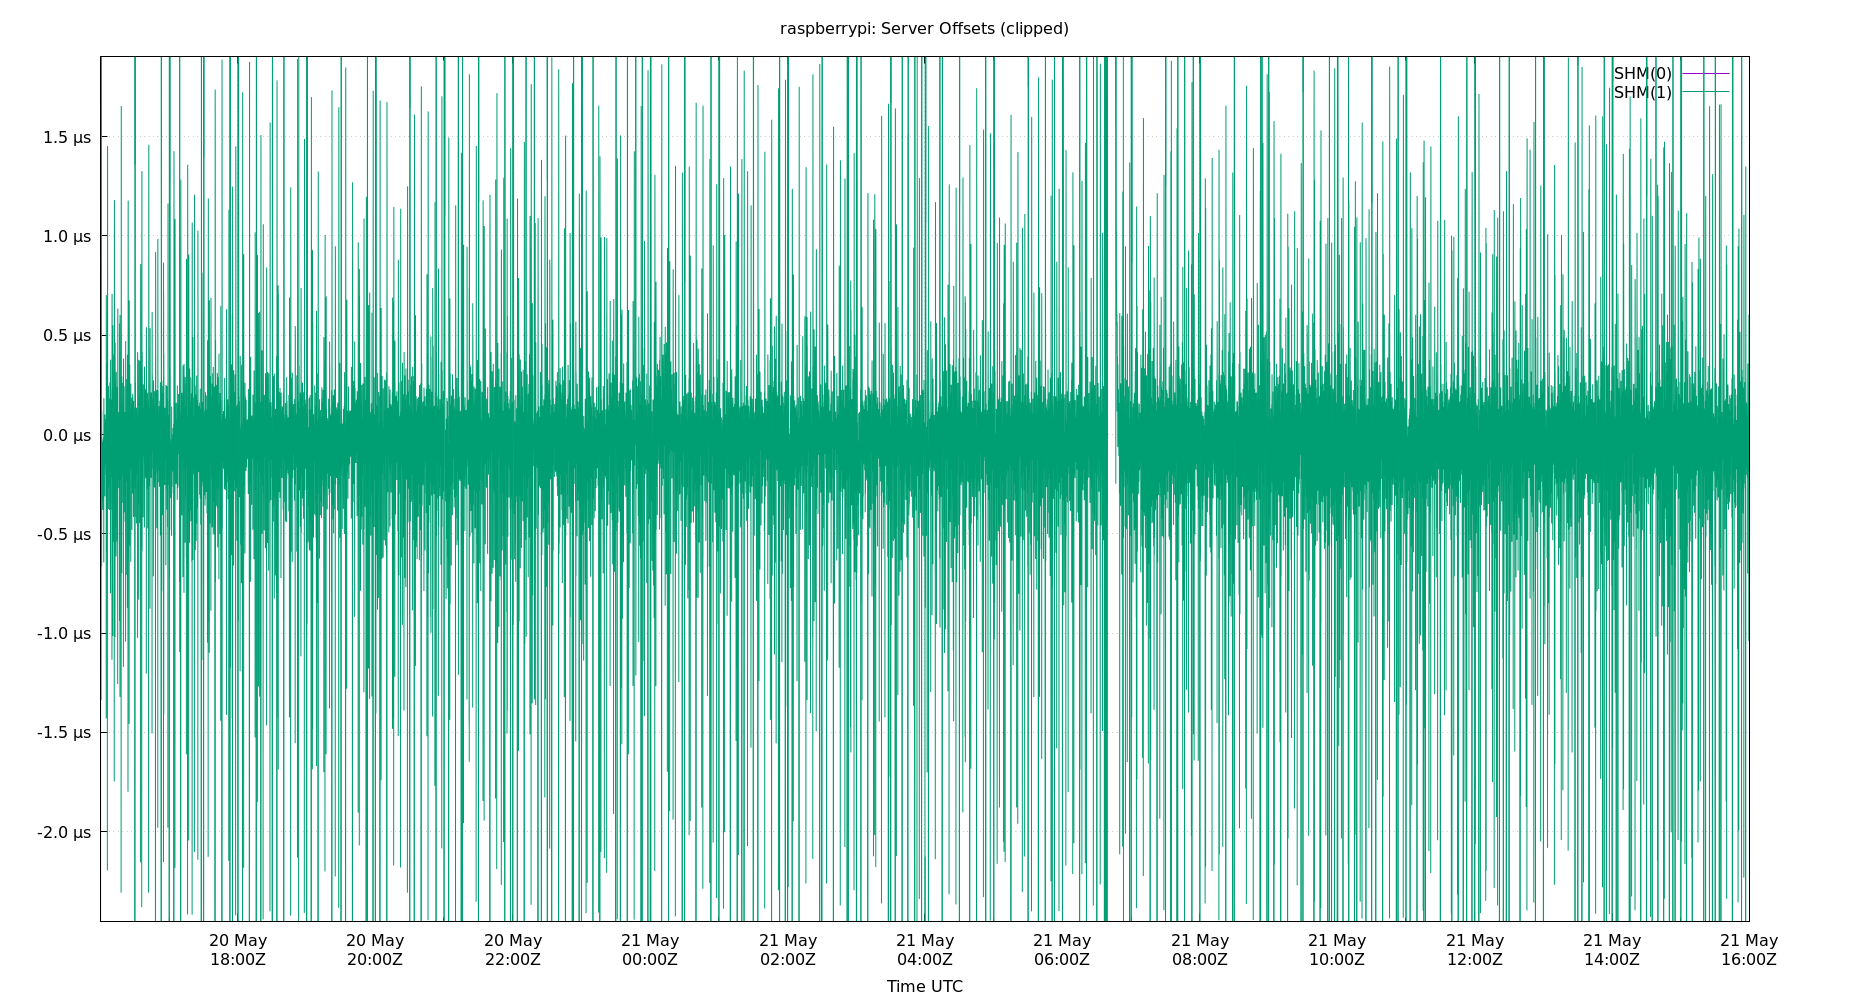 raspberrypi: Server Offsets (clipped)
SHM(0)
SHM(1)
1.5 µs
1.0 µs
0.5 µs
0.0 µs
-0.5 µs
-1.0 µs
-1.5 µs
-2.0 µs
20 May 20 May 20 May 21 May 21 May 21 May 21 May 21 May 21 May 21 May 21 May 21 May
18:00Z 20:00Z 22:00Z 00:00Z 02:00Z 04:00Z 06:00Z 08:00Z 10:00Z 12:00Z 14:00Z 16:00Z
Time UTC